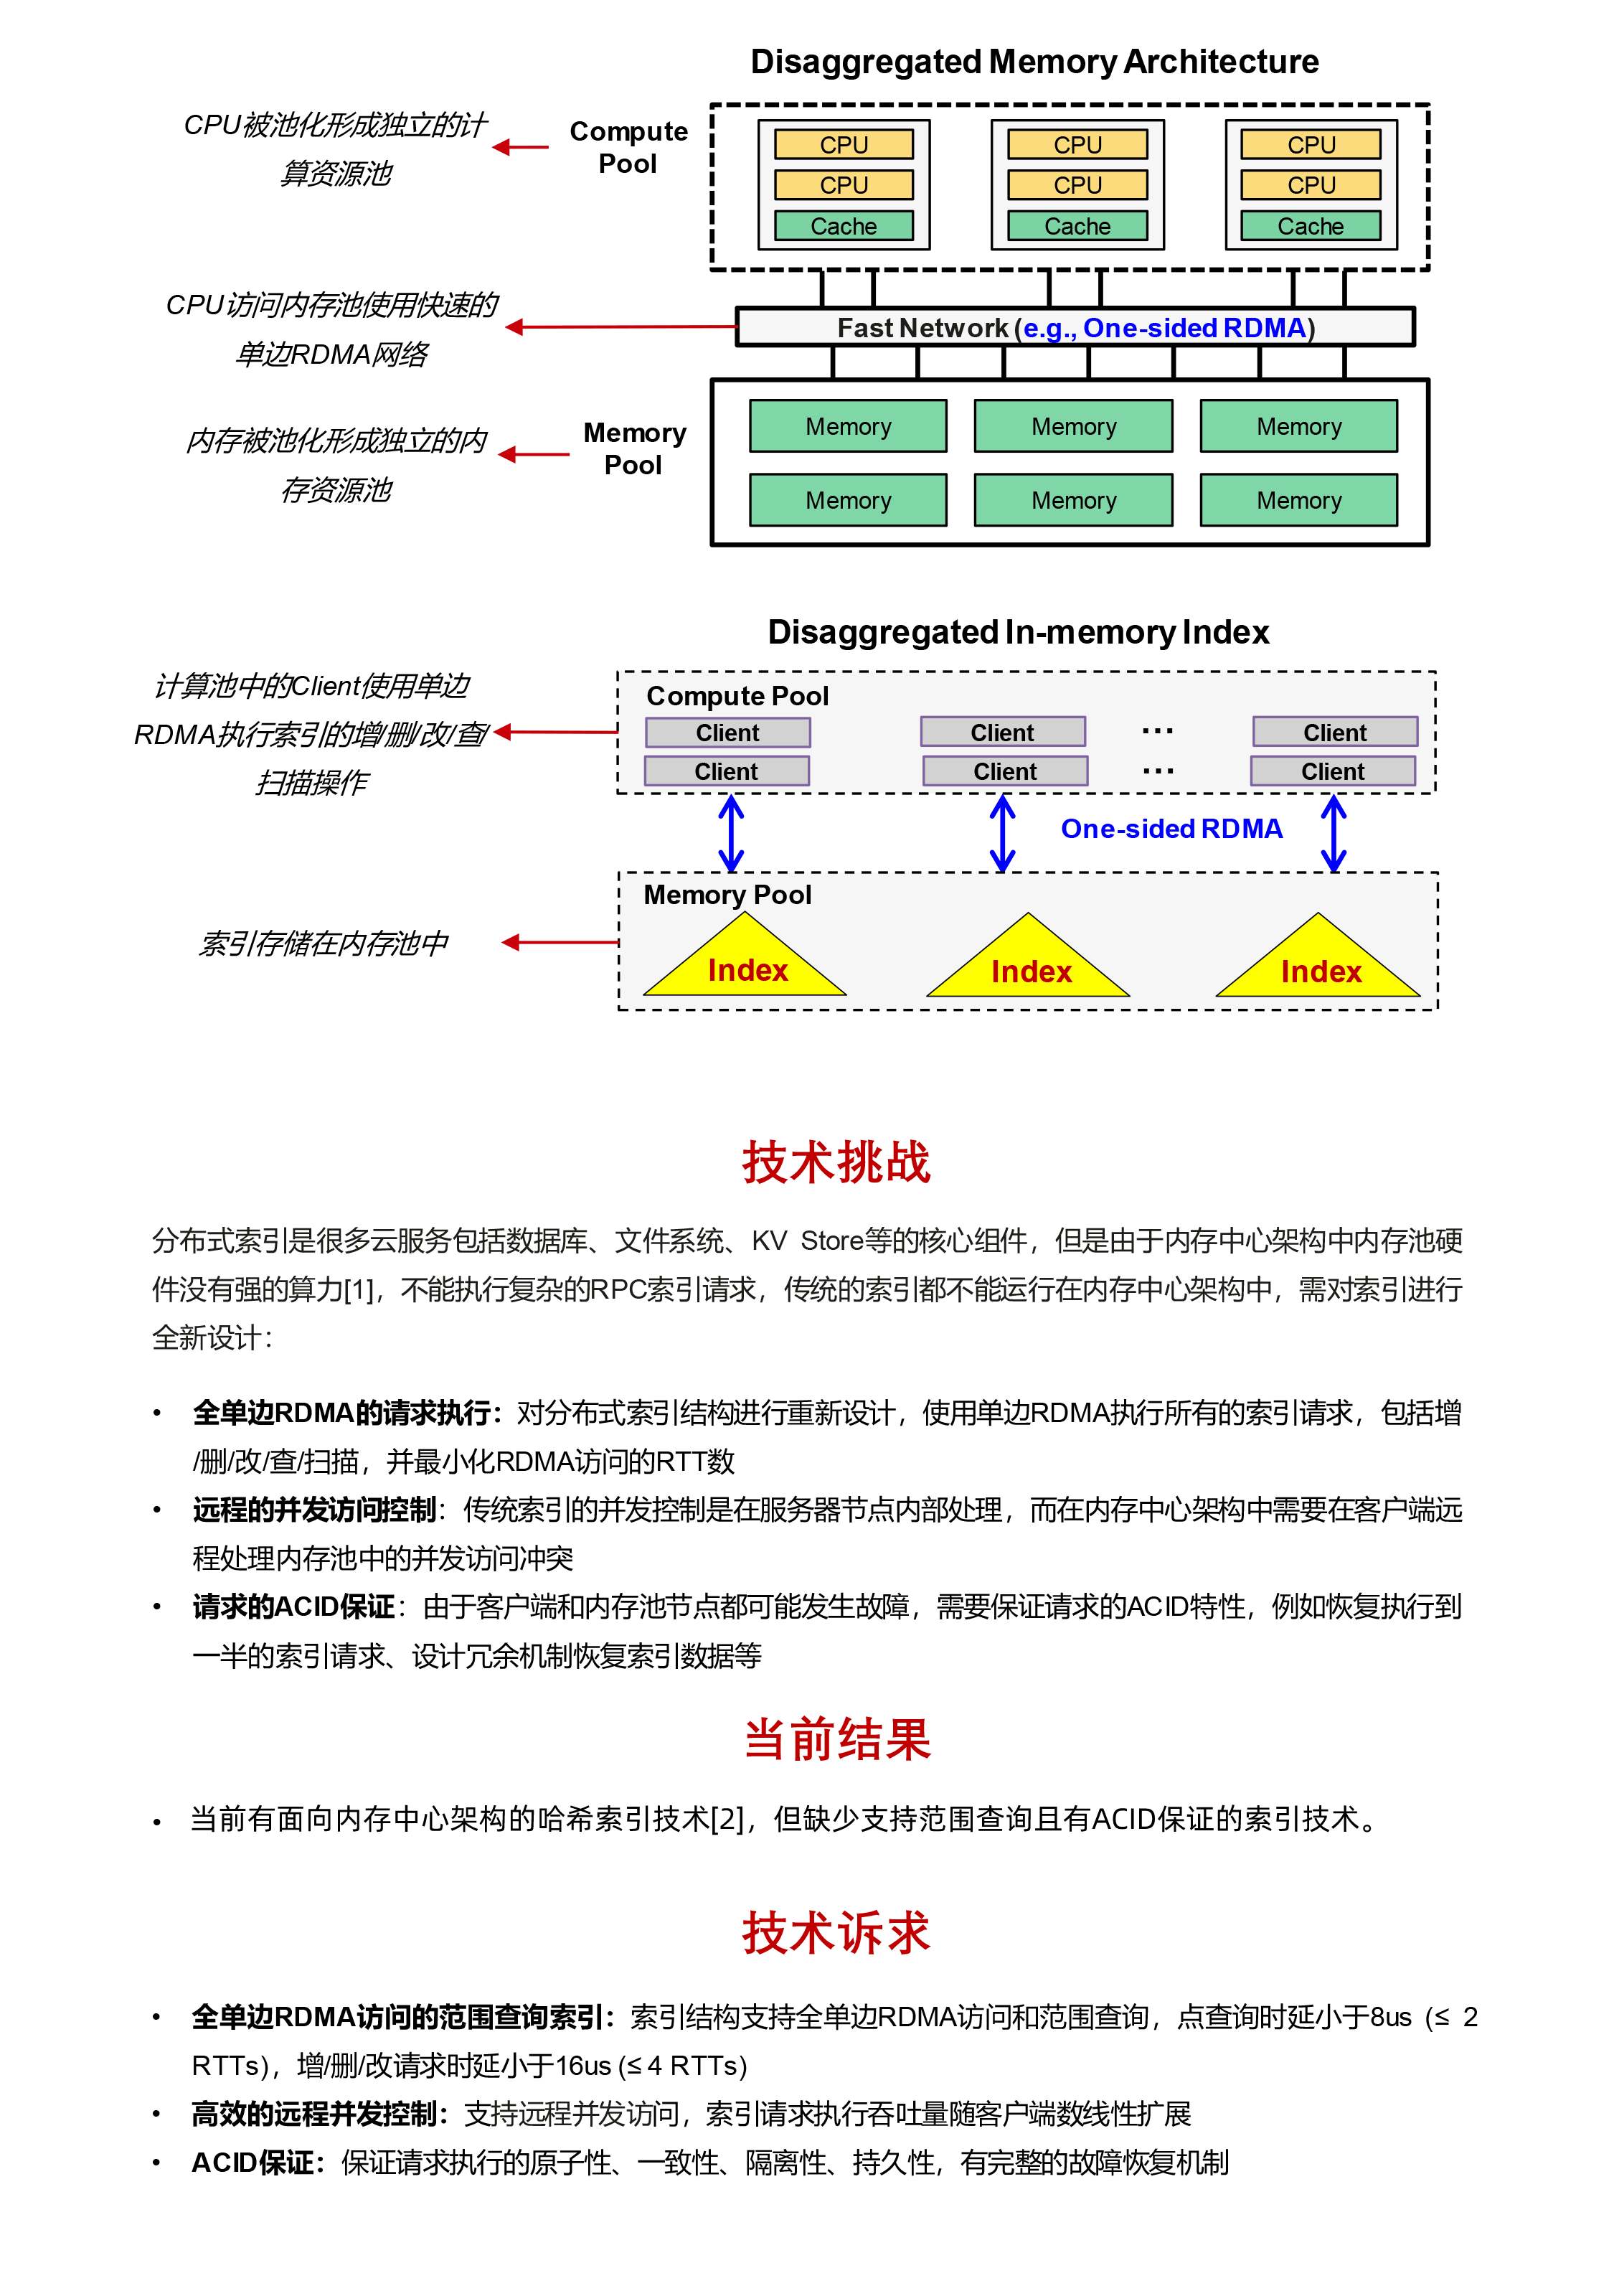 Disaggregated Memory Architecture
CPU被池化形成独立的计
算资源池
Compute
Pool
CPU CPU CPU
CPU CPU CPU
Cache Cache Cache
CPU访问内存池使用快速的
单边RDMA网络
Fast Network (e.g., One-sided RDMA)
内存被池化形成独立的内
存资源池
Memory
Pool
Memory Memory Memory
Memory Memory Memory
Disaggregated In-memory Index
计算池中的Client使用单边
RDMA执行索引的增/删/改/查/
扫描操作
Compute Pool
Client Client ··· Client
Client Client ··· Client
One-sided RDMA
Memory Pool
索引存储在内存池中
Index Index Index
技术挑战
分布式索引是很多云服务包括数据库、文件系统、KV Store等的核心组件，但是由于内存中心架构中内存池硬
件没有强的算力[1]，不能执行复杂的RPC索引请求，传统的索引都不能运行在内存中心架构中，需对索引进行
全新设计：
• 全单边RDMA的请求执行：对分布式索引结构进行重新设计，使用单边RDMA执行所有的索引请求，包括增
/删/改/查/扫描，并最小化RDMA访问的RTT数
• 远程的并发访问控制：传统索引的并发控制是在服务器节点内部处理，而在内存中心架构中需要在客户端远
程处理内存池中的并发访问冲突
• 请求的ACID保证：由于客户端和内存池节点都可能发生故障，需要保证请求的ACID特性，例如恢复执行到
一半的索引请求、设计冗余机制恢复索引数据等
当前结果
• 当前有面向内存中心架构的哈希索引技术[2]，但缺少支持范围查询且有ACID保证的索引技术。
技术诉求
• 全单边RDMA访问的范围查询索引：索引结构支持全单边RDMA访问和范围查询，点查询时延小于8us (≤ 2
RTTs)，增/删/改请求时延小于16us (≤ 4 RTTs)
• 高效的远程并发控制：支持远程并发访问，索引请求执行吞吐量随客户端数线性扩展
• ACID保证：保证请求执行的原子性、一致性、隔离性、持久性，有完整的故障恢复机制